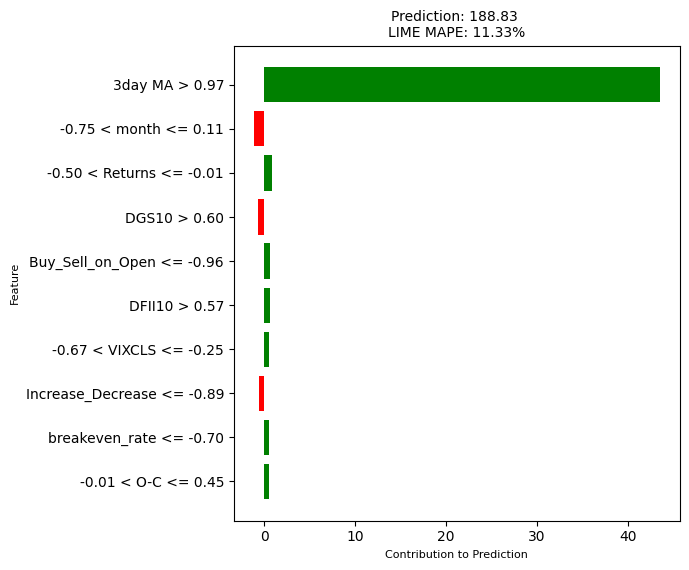 Prediction: 188.83
LIME MAPE: 11.33%
3day MA > 0.97
-0.75 < month <= 0.11
-0.50 < Returns <= -0.01
DGS10 > 0.60
Buy_Sell_on_Open <= -0.96
DFII10 > 0.57
-0.67 < VIXCLS <= -0.25
Increase_Decrease <= -0.89
breakeven_rate <= -0.70
-0.01 < O-C <= 0.45
Feature
0 10 20 30 40
Contribution to Prediction